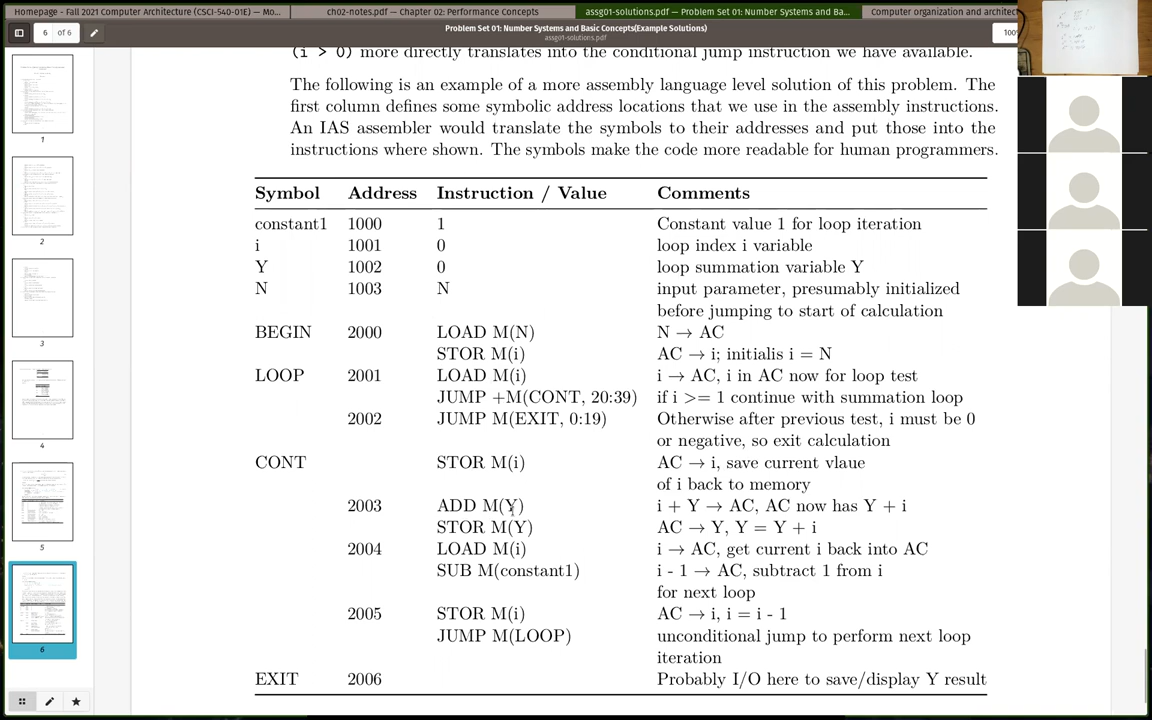 Homepage - Fall 2021 Computer Architecture (CSCI-540-01E) — Mo...
ch02-notes.pdf — Chapter 02: Performance Concepts
assg01-solutions.pdf — Problem Set 01: Number Systems and Ba...
Computer organization and architec
6 of 6
Problem Set 01: Number Systems and Basic Concepts(Example Solutions)
assg01-solutions.pdf
100
(i > 0) more directly translates into the conditional jump instruction we have available.
The following is an example of a more assembly language level solution of this problem. The
first column defines some symbolic address locations that we use in the assembly instructions.
An IAS assembler would translate the symbols to their addresses and put those into the
instructions where shown. The symbols make the code more readable for human programmers.
Symbol Address Instruction / Value Comments
constant1 1000 1 Constant value 1 for loop iteration
i 1001 0 loop index i variable
Y 1002 0 loop summation variable Y
N 1003 N input parameter, presumably initialized
before jumping to start of calculation
BEGIN 2000 LOAD M(N) N → AC
STOR M(i) AC → i; initialis i = N
LOOP 2001 LOAD M(i) i → AC, i in AC now for loop test
JUMP +M(CONT, 20:39) if i >= 1 continue with summation loop
2002 JUMP M(EXIT, 0:19) Otherwise after previous test, i must be 0
or negative, so exit calculation
CONT STOR M(i) AC → i, save current vlaue
of i back to memory
2003 ADD M(Y) i + Y → AC, AC now has Y + i
STOR M(Y) AC → Y, Y = Y + i
2004 LOAD M(i) i → AC, get current i back into AC
SUB M(constant1) i - 1 → AC, subtract 1 from i
for next loop
2005 STOR M(i) AC → i, i = i - 1
JUMP M(LOOP) unconditional jump to perform next loop
iteration
EXIT 2006 Probably I/O here to save/display Y result
1
2
3
4
5
6